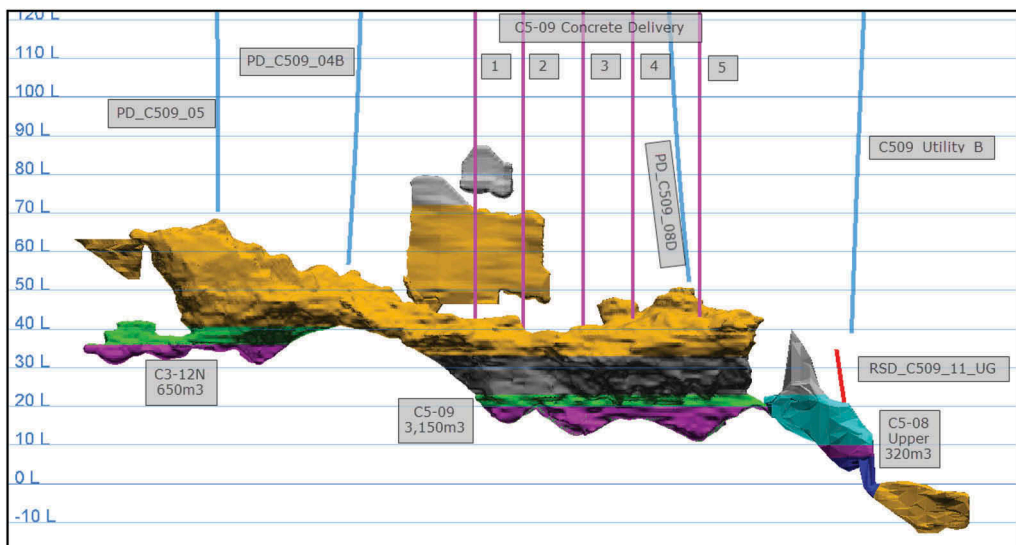 120 L
C5-09 Concrete Delivery
110 L
PD_C509_04B
1
2
3
4
5
100 L
PD_C509_05
90 L
C509_Utility_B
80 L
PD_C509_08D
70 L
60 L
50 L
40 L
30 L
C3-12N
650m3
RSD_C509_11_UG
20 L
C5-09
3,150m3
C5-08
Upper
320m3
10 L
0 L
-10 L